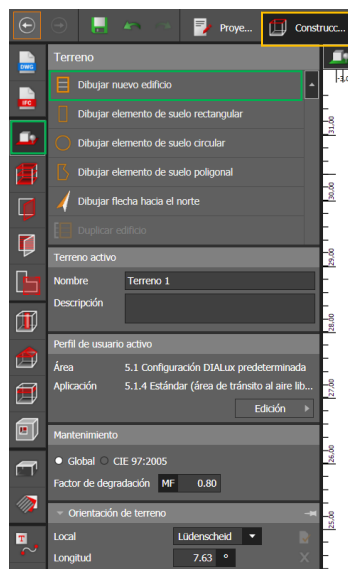 Proye...
Construcc...
DWG
IFC
Terreno
Dibujar nuevo edificio
Dibujar elemento de suelo rectangular
Dibujar elemento de suelo circular
Dibujar elemento de suelo poligonal
Dibujar flecha hacia el norte
Duplicar edificio
Terreno activo
Nombre Terreno 1
Descripción
Perfil de usuario activo
Área 5.1 Configuración DIALux predeterminada
Aplicación 5.1.4 Estándar (área de tránsito al aire lib...
Edición
Mantenimiento
Global CIE 97:2005
Factor de degradación MF 0.80
Orientación de terreno
Local Lüdenscheid
Longitud 7.63 °
31.00
30.00
29.00
28.00
27.00
26.00
25.00